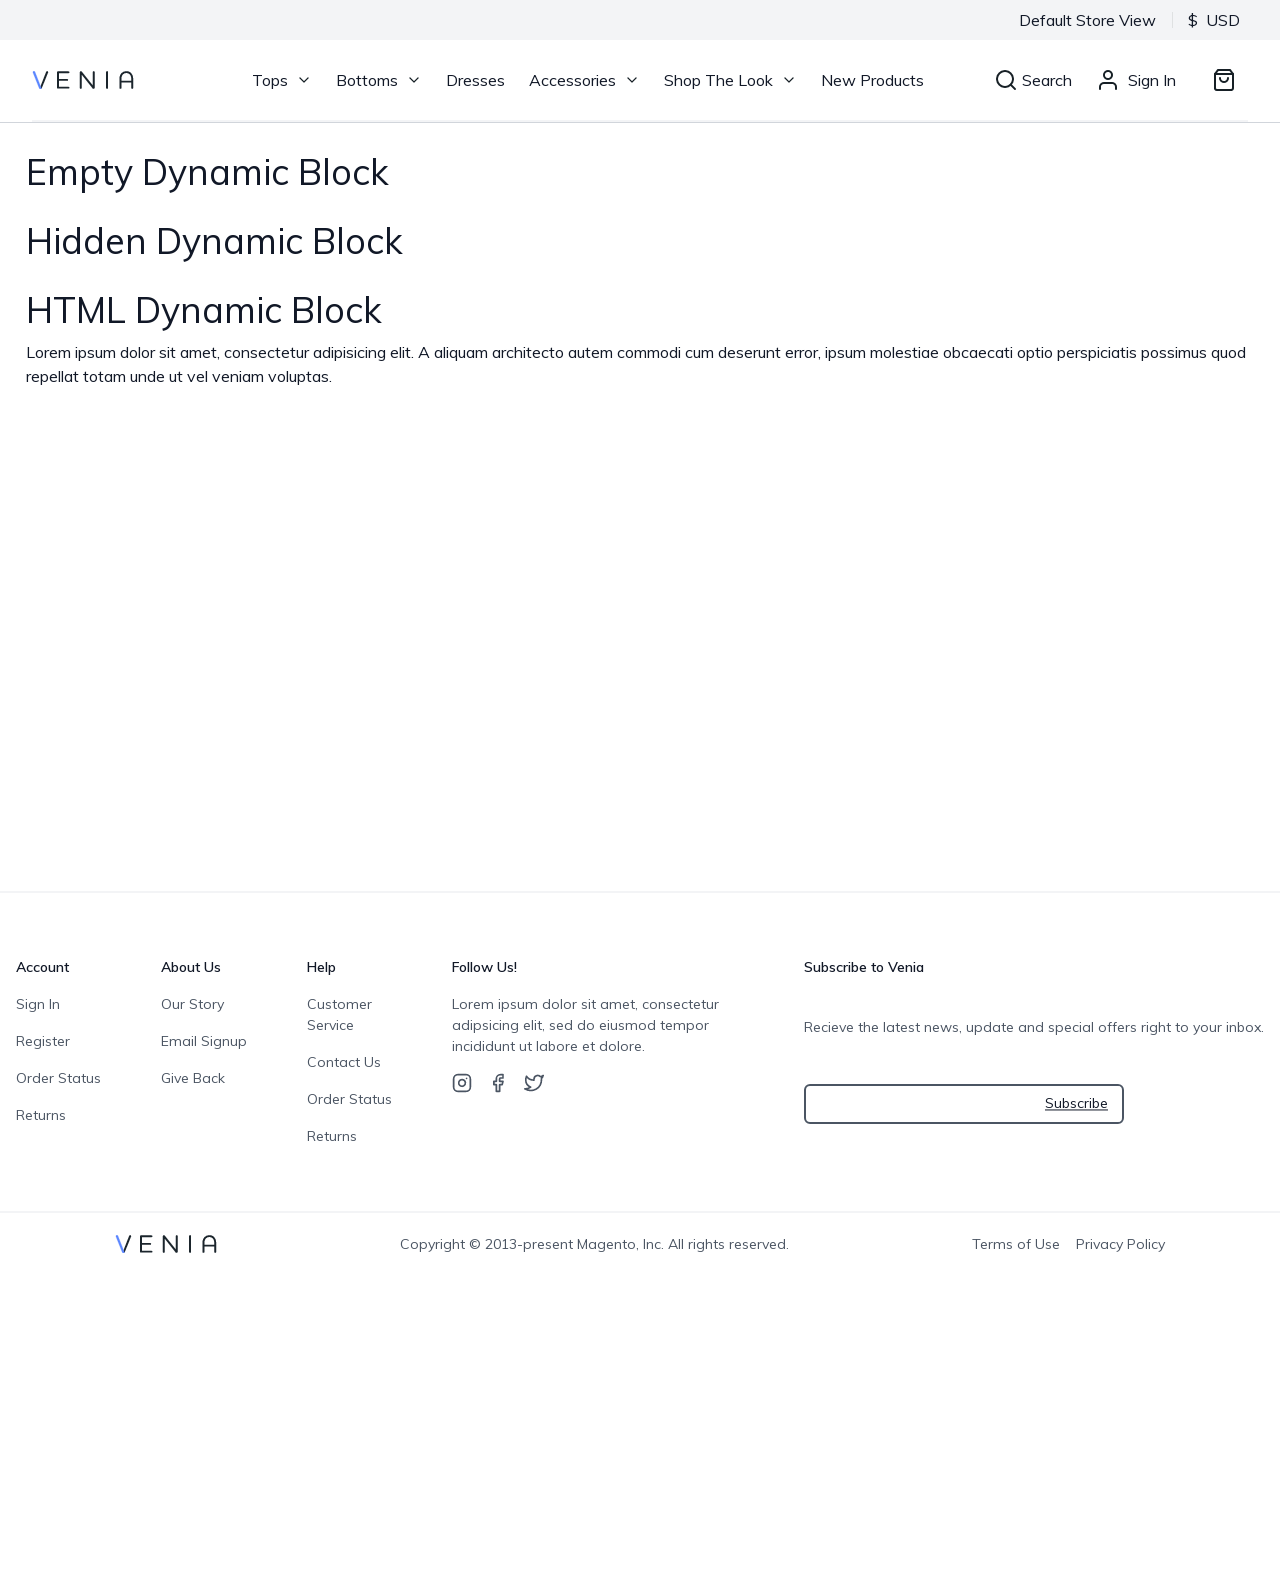 Default Store View
$ USD
VENIA
Tops
Bottoms
Dresses
Accessories
Shop The Look
New Products
Search
Sign In
Empty Dynamic Block
Hidden Dynamic Block
HTML Dynamic Block
Lorem ipsum dolor sit amet, consectetur adipisicing elit. A aliquam architecto autem commodi cum deserunt error, ipsum molestiae obcaecati optio perspiciatis possimus quod
repellat totam unde ut vel veniam voluptas.
Account
Sign In
Register
Order Status
Returns
About Us
Our Story
Email Signup
Give Back
Help
Customer
Service
Contact Us
Order Status
Returns
Follow Us!
Lorem ipsum dolor sit amet, consectetur
adipsicing elit, sed do eiusmod tempor
incididunt ut labore et dolore.
Subscribe to Venia
Recieve the latest news, update and special offers right to your inbox.
Subscribe
VENIA
Copyright © 2013-present Magento, Inc. All rights reserved.
Terms of Use
Privacy Policy